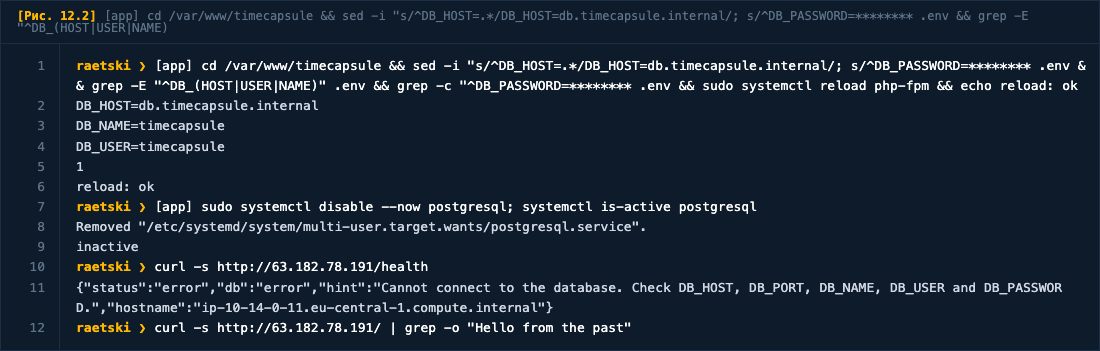 [Рис. 12.2] [app] cd /var/www/timecapsule && sed -i "s/^DB_HOST=.*/DB_HOST=db.timecapsule.internal/; s/^DB_PASSWORD=******** .env && grep -E
"^DB_(HOST|USER|NAME)
1 raetski ❯ [app] cd /var/www/timecapsule && sed -i "s/^DB_HOST=.*/DB_HOST=db.timecapsule.internal/; s/^DB_PASSWORD=******** .env &
& grep -E "^DB_(HOST|USER|NAME)" .env && grep -c "^DB_PASSWORD=******** .env && sudo systemctl reload php-fpm && echo reload: ok
2 DB_HOST=db.timecapsule.internal
3 DB_NAME=timecapsule
4 DB_USER=timecapsule
5 1
6 reload: ok
7 raetski ❯ [app] sudo systemctl disable --now postgresql; systemctl is-active postgresql
8 Removed "/etc/systemd/system/multi-user.target.wants/postgresql.service".
9 inactive
10 raetski ❯ curl -s http://63.182.78.191/health
11 {"status":"error","db":"error","hint":"Cannot connect to the database. Check DB_HOST, DB_PORT, DB_NAME, DB_USER and DB_PASSWOR
D.","hostname":"ip-10-14-0-11.eu-central-1.compute.internal"}
12 raetski ❯ curl -s http://63.182.78.191/ | grep -o "Hello from the past"